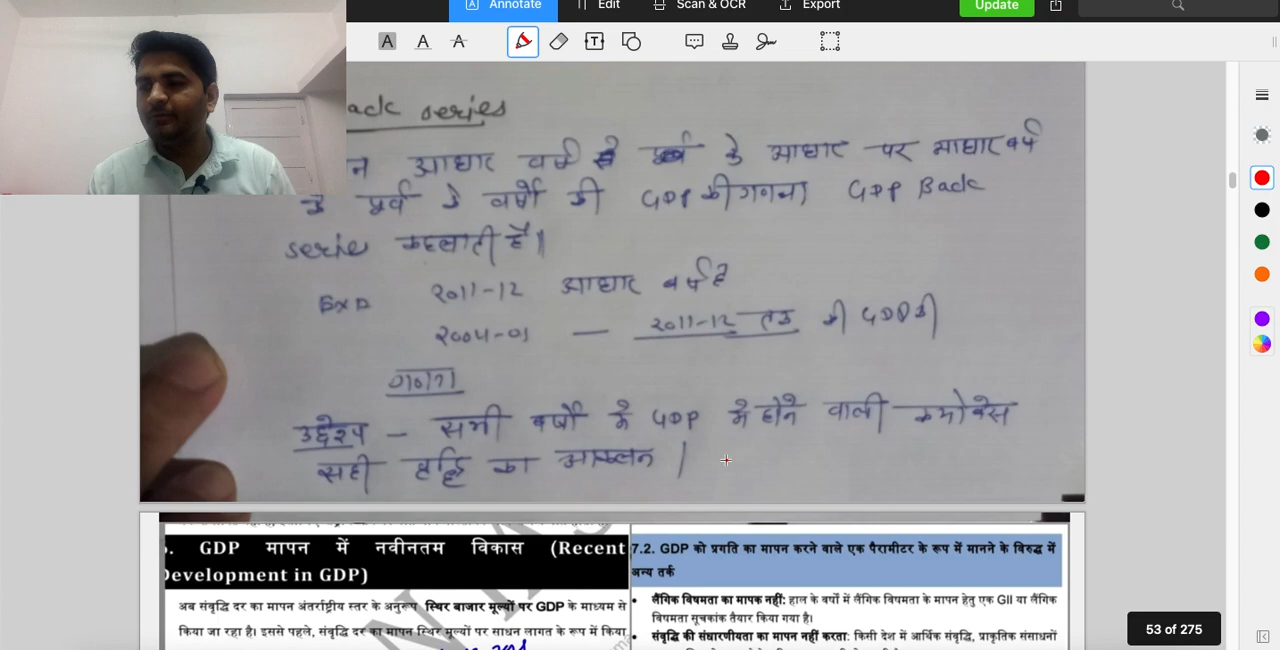 Annotate Edit Scan & OCR Export Update
A A A T
ack series
न आधार वर्ष के आधार पर आधार वर्ष
के पूर्व के वर्षों की GDP की गणना GDP Back
series कहलाती है।
2011-12 आधार वर्ष है
2004-05 — 2011-12 तक की GDP की
गणना
उद्देश्य – सभी वर्षों के GDP में होने वाली कमोबेस
सही वृद्धि का आकलन |
. GDP मापन में नवीनतम विकास (Recent
Development in GDP)
अब संवृद्धि दर का मापन अंतर्राष्ट्रीय स्तर के अनुरूप स्थिर बाजार मूल्यों पर GDP के माध्यम से
किया जा रहा है। इससे पहले, संवृद्धि दर का मापन स्थिर मूल्यों पर साधन लागत के रूप में किया
7.2. GDP को प्रगति का मापन करने वाले एक पैरामीटर के रूप में मानने के विरुद्ध में
अन्य तर्क
• लैंगिक विषमता का मापक नहीं: हाल के वर्षों में लैंगिक विषमता के मापन हेतु एक GII या लैंगिक
विषमता सूचकांक तैयार किया गया है।
• संवृद्धि की संधारणीयता का मापन नहीं करता: किसी देश में आर्थिक संवृद्धि, प्राकृतिक संसाधनों
53 of 275